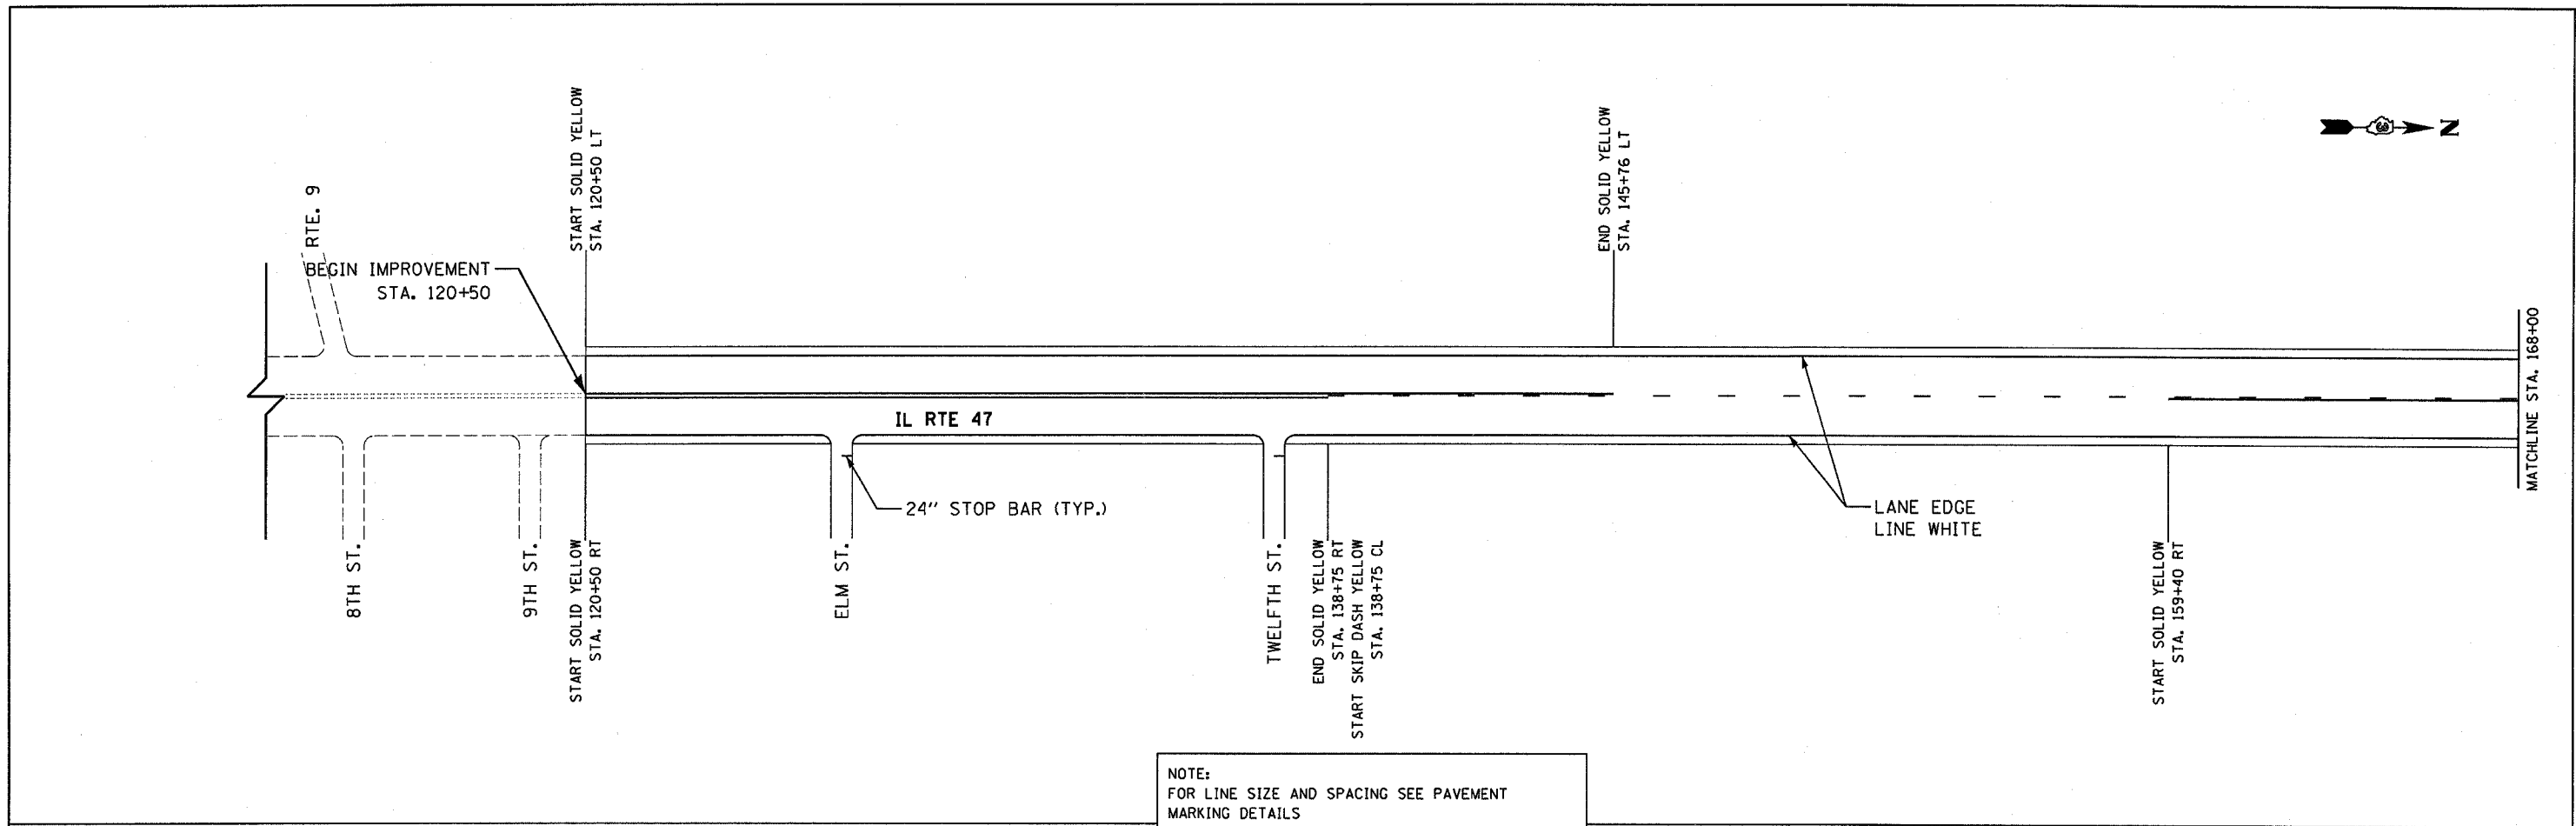 START SOLID YELLOW
STA. 120+50 LT
END SOLID YELLOW
STA. 145+76 LT
N
RTE. 9
BEGIN IMPROVEMENT
STA. 120+50
IL RTE 47
MATCHLINE STA. 168+00
24" STOP BAR (TYP.)
LANE EDGE
LINE WHITE
8TH ST.
9TH ST.
START SOLID YELLOW
STA. 120+50 RT
ELM ST.
TWELFTH ST.
END SOLID YELLOW
STA. 138+75 RT
START SKIP DASH YELLOW
STA. 138+75 CL
START SOLID YELLOW
STA. 159+40 RT
NOTE:
FOR LINE SIZE AND SPACING SEE PAVEMENT
MARKING DETAILS